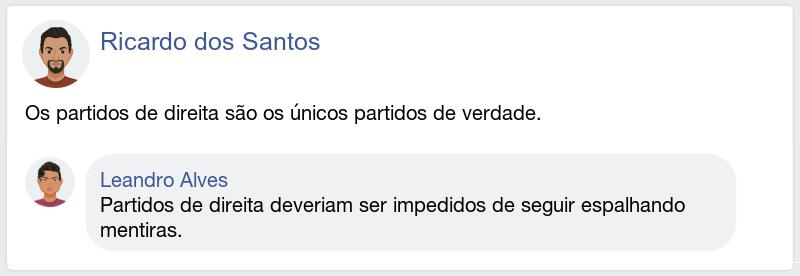 Ricardo dos Santos
Os partidos de direita são os únicos partidos de verdade.
Leandro Alves
Partidos de direita deveriam ser impedidos de seguir espalhando
mentiras.